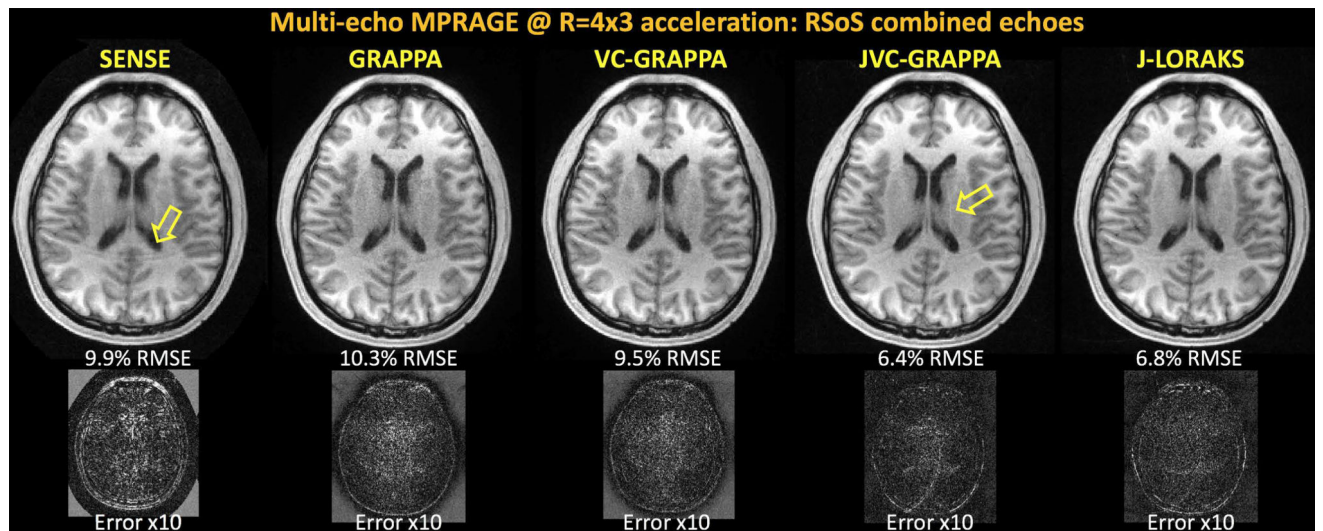 Multi-echo MPRAGE @ R=4x3 acceleration: RSoS combined echoes
SENSE
GRAPPA
VC-GRAPPA
JVC-GRAPPA
J-LORAKS
9.9% RMSE
10.3% RMSE
9.5% RMSE
6.4% RMSE
6.8% RMSE
Error x10
Error x10
Error x10
Error x10
Error x10